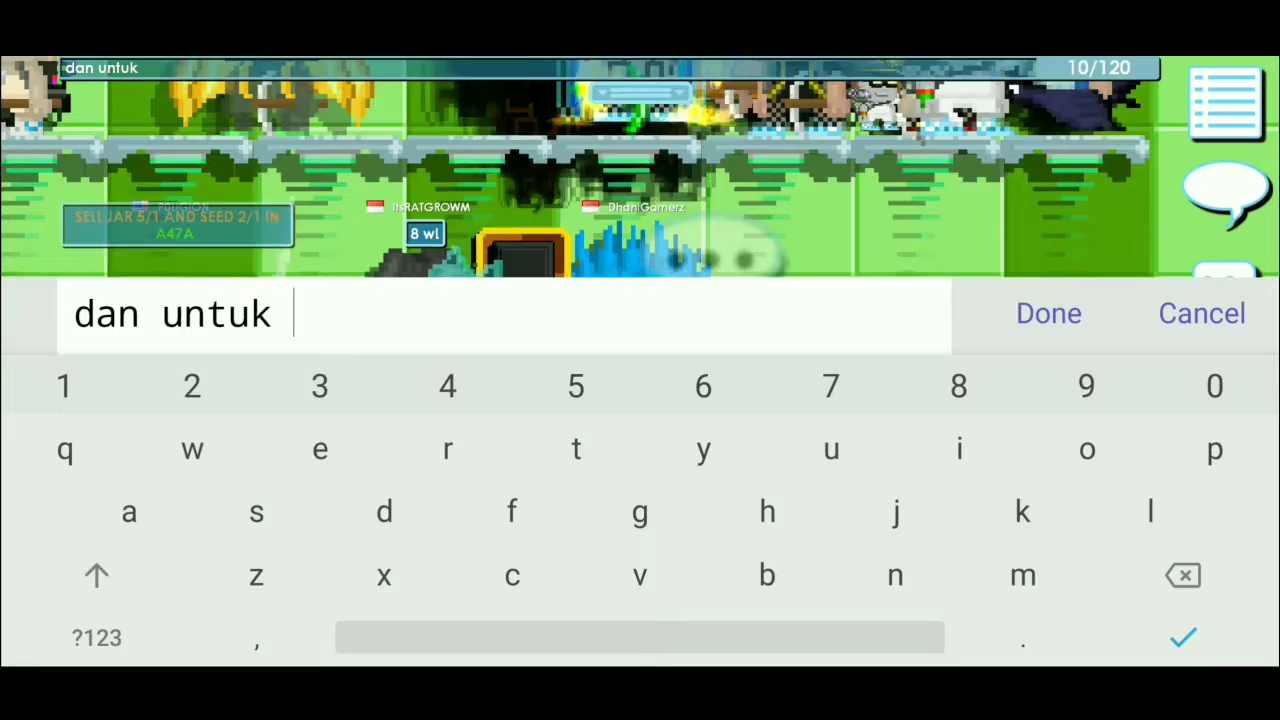 dan untuk
10/120
FOLIGION
ItsRATGROWM
DhaniGamerz
SELL JAR 5/1 AND SEED 2/1 IN
A47A
8 wl
dan untuk
Done
Cancel
1 2 3 4 5 6 7 8 9 0
q w e r t y u i o p
a s d f g h j k l
z x c v b n m
?123 , .